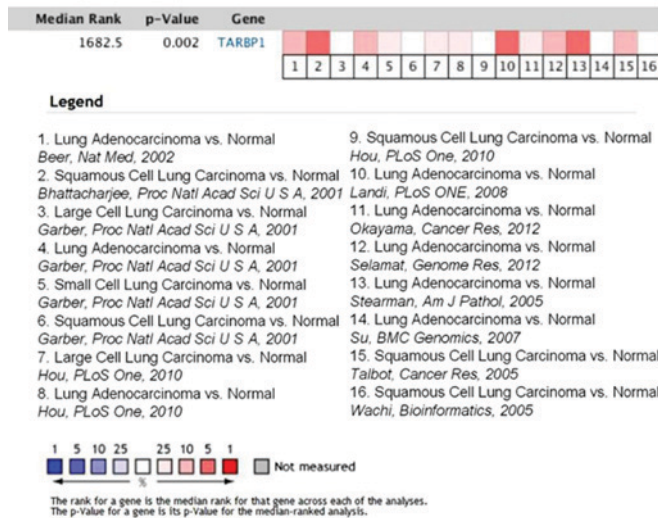 Median Rank p-Value Gene
1682.5 0.002 TARBP1
1 2 3 4 5 6 7 8 9 10 11 12 13 14 15 16
Legend
1. Lung Adenocarcinoma vs. Normal
Beer, Nat Med, 2002
2. Squamous Cell Lung Carcinoma vs. Normal
Bhattacharjee, Proc Natl Acad Sci U S A, 2001
3. Large Cell Lung Carcinoma vs. Normal
Garber, Proc Natl Acad Sci U S A, 2001
4. Lung Adenocarcinoma vs. Normal
Garber, Proc Natl Acad Sci U S A, 2001
5. Small Cell Lung Carcinoma vs. Normal
Garber, Proc Natl Acad Sci U S A, 2001
6. Squamous Cell Lung Carcinoma vs. Normal
Garber, Proc Natl Acad Sci U S A, 2001
7. Large Cell Lung Carcinoma vs. Normal
Hou, PLoS One, 2010
8. Lung Adenocarcinoma vs. Normal
Hou, PLoS One, 2010
9. Squamous Cell Lung Carcinoma vs. Normal
Hou, PLoS One, 2010
10. Lung Adenocarcinoma vs. Normal
Landi, PLoS ONE, 2008
11. Lung Adenocarcinoma vs. Normal
Okayama, Cancer Res, 2012
12. Lung Adenocarcinoma vs. Normal
Selamat, Genome Res, 2012
13. Lung Adenocarcinoma vs. Normal
Stearman, Am J Pathol, 2005
14. Lung Adenocarcinoma vs. Normal
Su, BMC Genomics, 2007
15. Squamous Cell Lung Carcinoma vs. Normal
Talbot, Cancer Res, 2005
16. Squamous Cell Lung Carcinoma vs. Normal
Wachi, Bioinformatics, 2005
1 5 10 25 25 10 5 1
Not measured
%
The rank for a gene is the median rank for that gene across each of the analyses.
The p-Value for a gene is its p-Value for the median-ranked analysis.